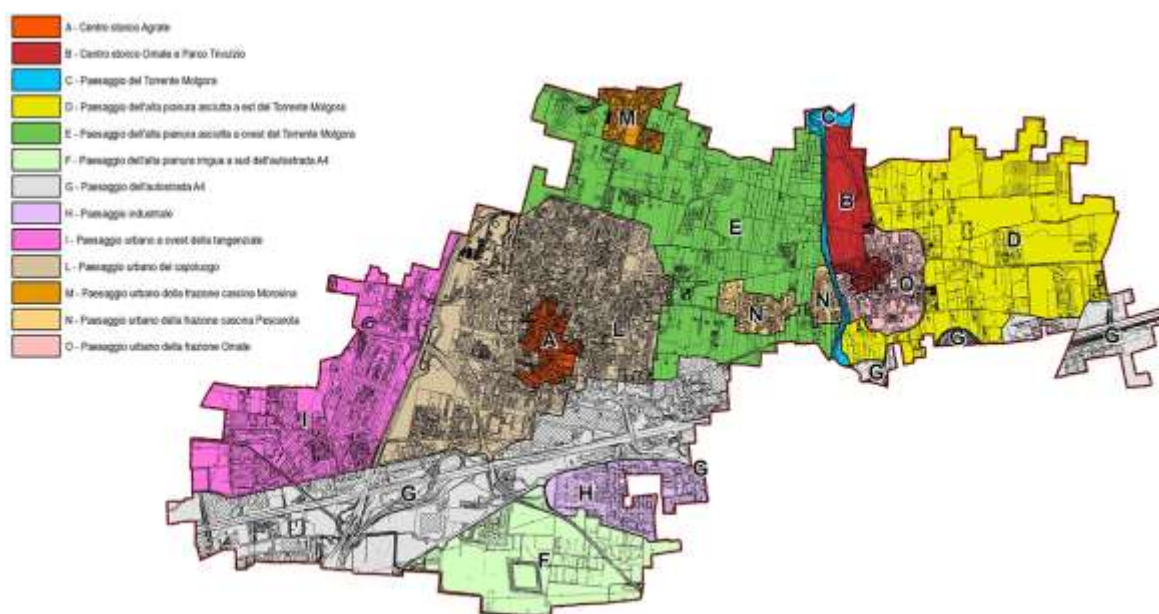 A - Centro storico Agrate
B - Centro storico Omate e Parco Trivulzio
C - Paesaggio del Torrente Molgora
D - Paesaggio dell'alta pianura asciutta a est del Torrente Molgora
E - Paesaggio dell'alta pianura asciutta a ovest del Torrente Molgora
F - Paesaggio dell'alta pianura irrigua a sud dell'autostrada A4
G - Paesaggio dell'autostrada A4
H - Paesaggio industriale
I - Paesaggio urbano a ovest della tangenziale
L - Paesaggio urbano del capoluogo
M - Paesaggio urbano della frazione cascina Morosina
N - Paesaggio urbano della frazione cascina Pescarola
O - Paesaggio urbano della frazione Omate
M
C
B
E
D
O
N
N
L
A
G
G
G
I
G
G
H
F